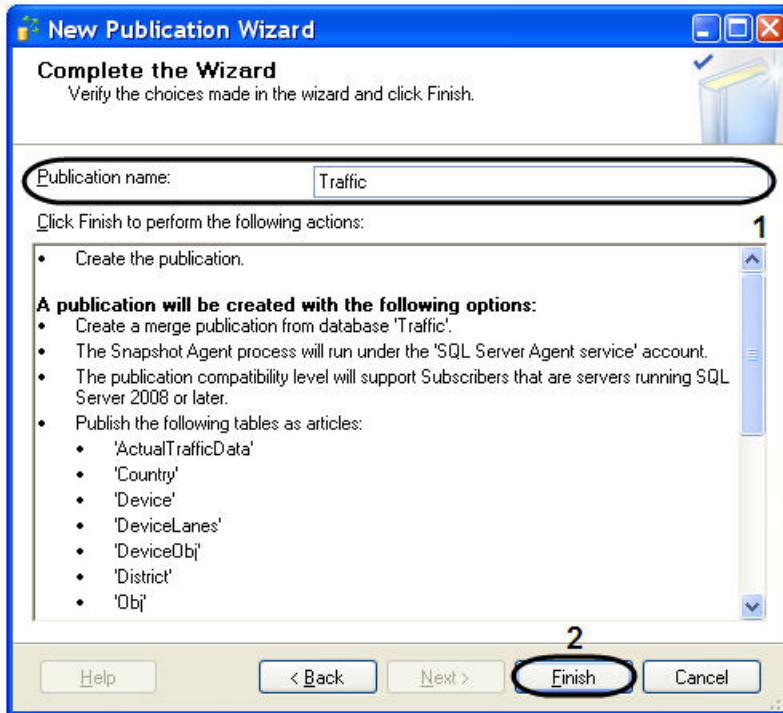 New Publication Wizard
Complete the Wizard
Verify the choices made in the wizard and click Finish.
Publication name:
Traffic
Click Finish to perform the following actions:
1
• Create the publication.
A publication will be created with the following options:
• Create a merge publication from database 'Traffic'.
• The Snapshot Agent process will run under the 'SQL Server Agent service' account.
• The publication compatibility level will support Subscribers that are servers running SQL
Server 2008 or later.
• Publish the following tables as articles:
• 'ActualTrafficData'
• 'Country'
• 'Device'
• 'DeviceLanes'
• 'DeviceObj'
• 'District'
• 'Obj'
2
Help
< Back
Next >
Finish
Cancel